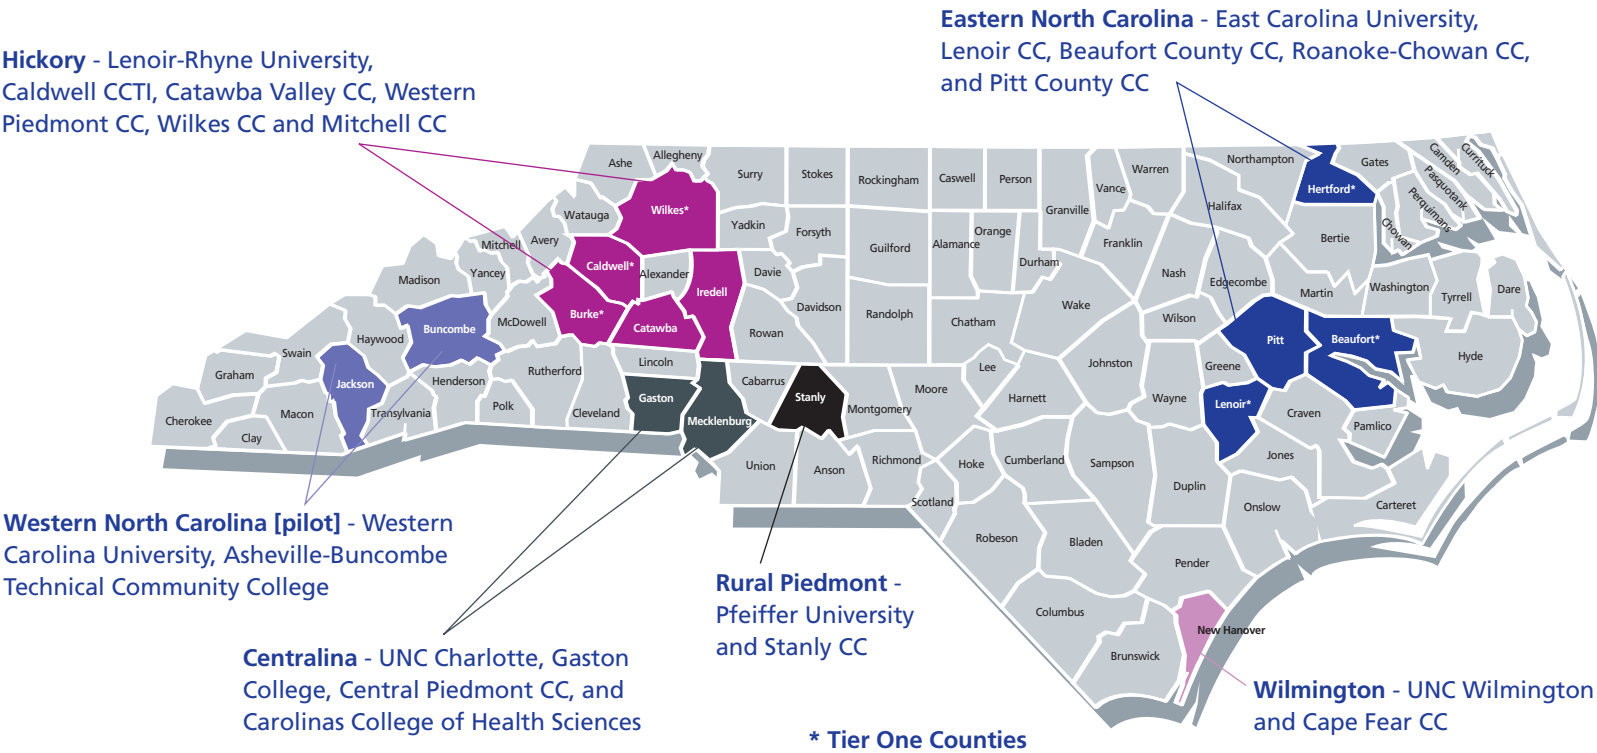 Eastern North Carolina - East Carolina University,
Lenoir CC, Beaufort County CC, Roanoke-Chowan CC,
and Pitt County CC
Hickory - Lenoir-Rhyne University,
Caldwell CCTI, Catawba Valley CC, Western
Piedmont CC, Wilkes CC and Mitchell CC
Ashe
Allegheny
Surry
Stokes
Rockingham
Caswell
Person
Granville
Vance
Warren
Northampton
Hertford*
Gates
Camden
Currituck
Pasquotank
Perquimans
Chowan
Halifax
Bertie
Watauga
Wilkes*
Yadkin
Forsyth
Guilford
Alamance
Orange
Durham
Franklin
Nash
Edgecombe
Martin
Washington
Tyrrell
Dare
Mitchell
Avery
Yancey
Madison
Caldwell*
Alexander
Iredell
Davie
Davidson
Randolph
Chatham
Wake
Wilson
Pitt
Beaufort*
Hyde
Buncombe
McDowell
Burke*
Catawba
Rowan
Haywood
Swain
Graham
Jackson
Henderson
Rutherford
Lincoln
Cabarrus
Stanly
Montgomery
Moore
Lee
Harnett
Johnston
Wayne
Greene
Lenoir*
Craven
Pamlico
Cherokee
Clay
Macon
Transylvania
Polk
Cleveland
Gaston
Mecklenburg
Union
Anson
Richmond
Scotland
Hoke
Cumberland
Sampson
Duplin
Jones
Onslow
Carteret
Robeson
Bladen
Pender
Columbus
Brunswick
New Hanover
Western North Carolina [pilot] - Western
Carolina University, Asheville-Buncombe
Technical Community College
Rural Piedmont -
Pfeiffer University
and Stanly CC
Centralina - UNC Charlotte, Gaston
College, Central Piedmont CC, and
Carolinas College of Health Sciences
Wilmington - UNC Wilmington
and Cape Fear CC
* Tier One Counties